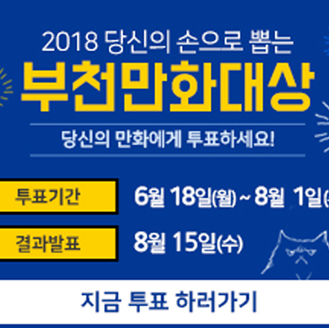 2018 당신의 손으로 뽑는
부천만화대상
당신의 만화에게 투표하세요!
투표기간 6월 18일(월) ~ 8월 1일
결과발표 8월 15일(수)
지금 투표 하러가기